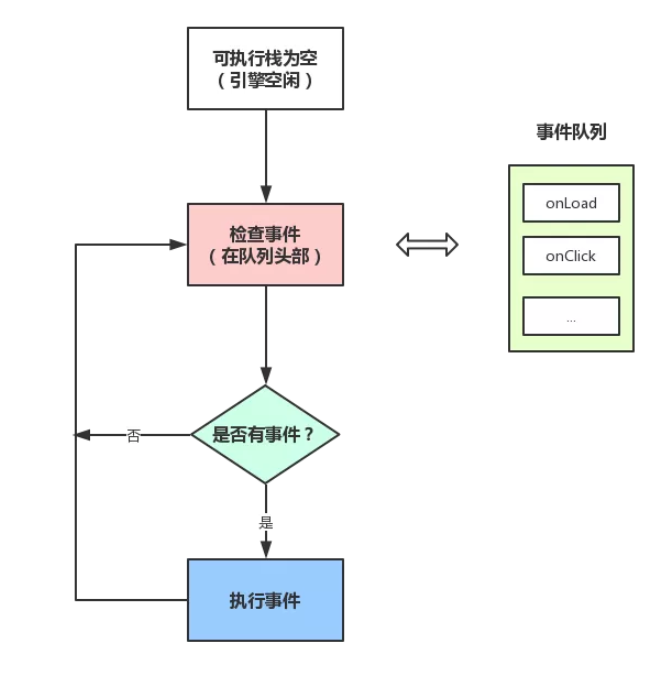 可执行栈为空
（引擎空闲）
事件队列
检查事件
（在队列头部）
onLoad
onClick
...
是否有事件？
否
是
执行事件